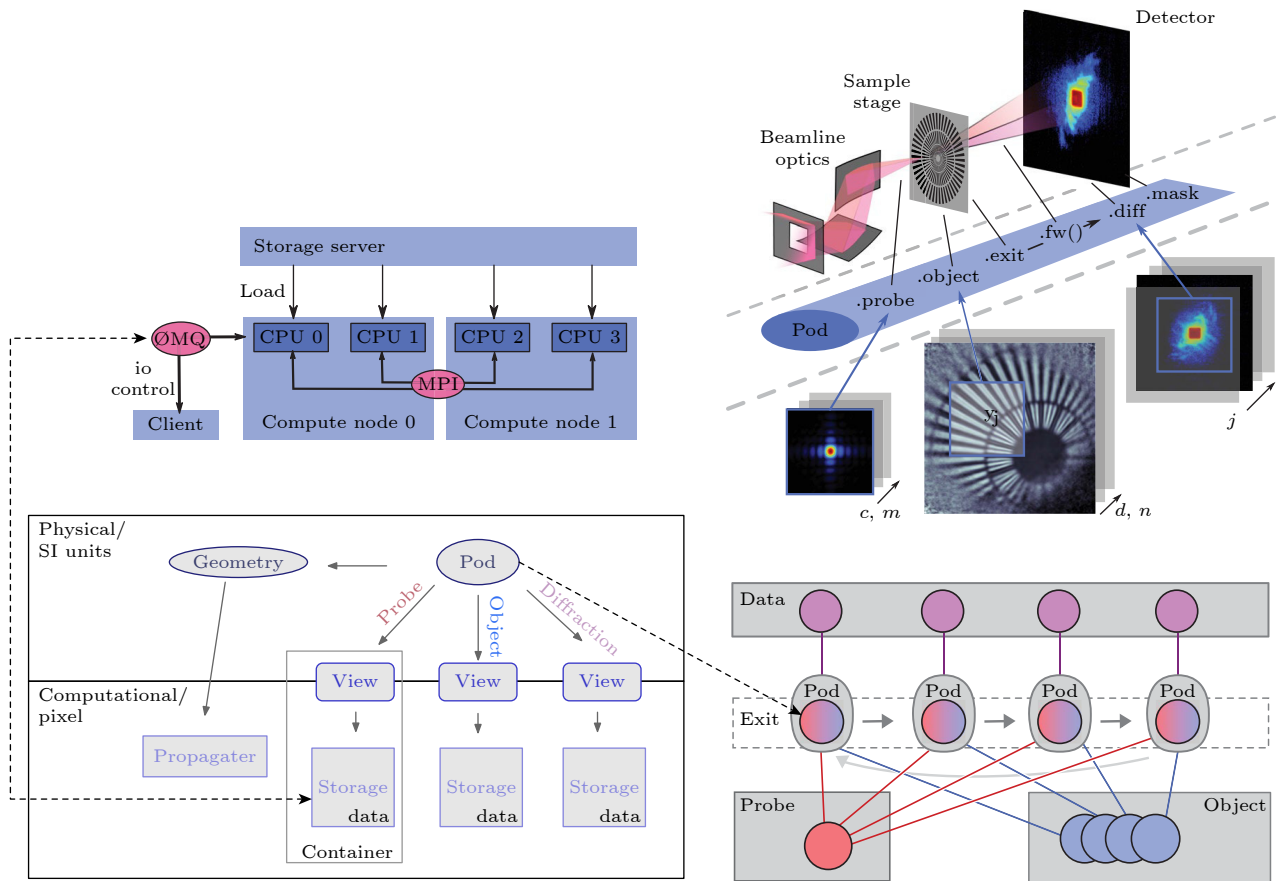 Detector
Sample
stage
Beamline
optics
.mask
.diff
.fw()
.exit
.object
.probe
Pod
y_j
j
c, m
d, n
Storage server
Load
CPU 0
CPU 1
CPU 2
CPU 3
ØMQ
io
control
MPI
Client
Compute node 0
Compute node 1
Physical/
SI units
Geometry
Pod
Probe
Object
Diffraction
View
View
View
Computational/
pixel
Propagater
Storage
data
Storage
data
Storage
data
Container
Data
Pod
Pod
Pod
Pod
Exit
Probe
Object